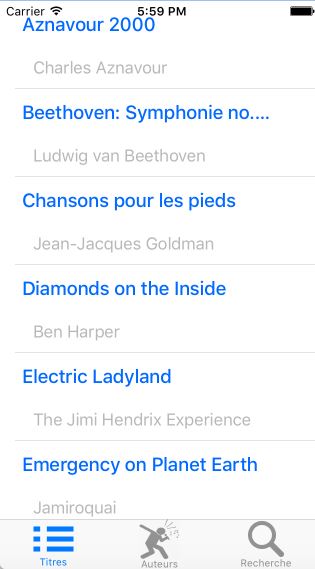 Carrier 5:59 PM
Aznavour 2000
Charles Aznavour
Beethoven: Symphonie no....
Ludwig van Beethoven
Chansons pour les pieds
Jean-Jacques Goldman
Diamonds on the Inside
Ben Harper
Electric Ladyland
The Jimi Hendrix Experience
Emergency on Planet Earth
Jamiroquai
Titres Auteurs Recherche